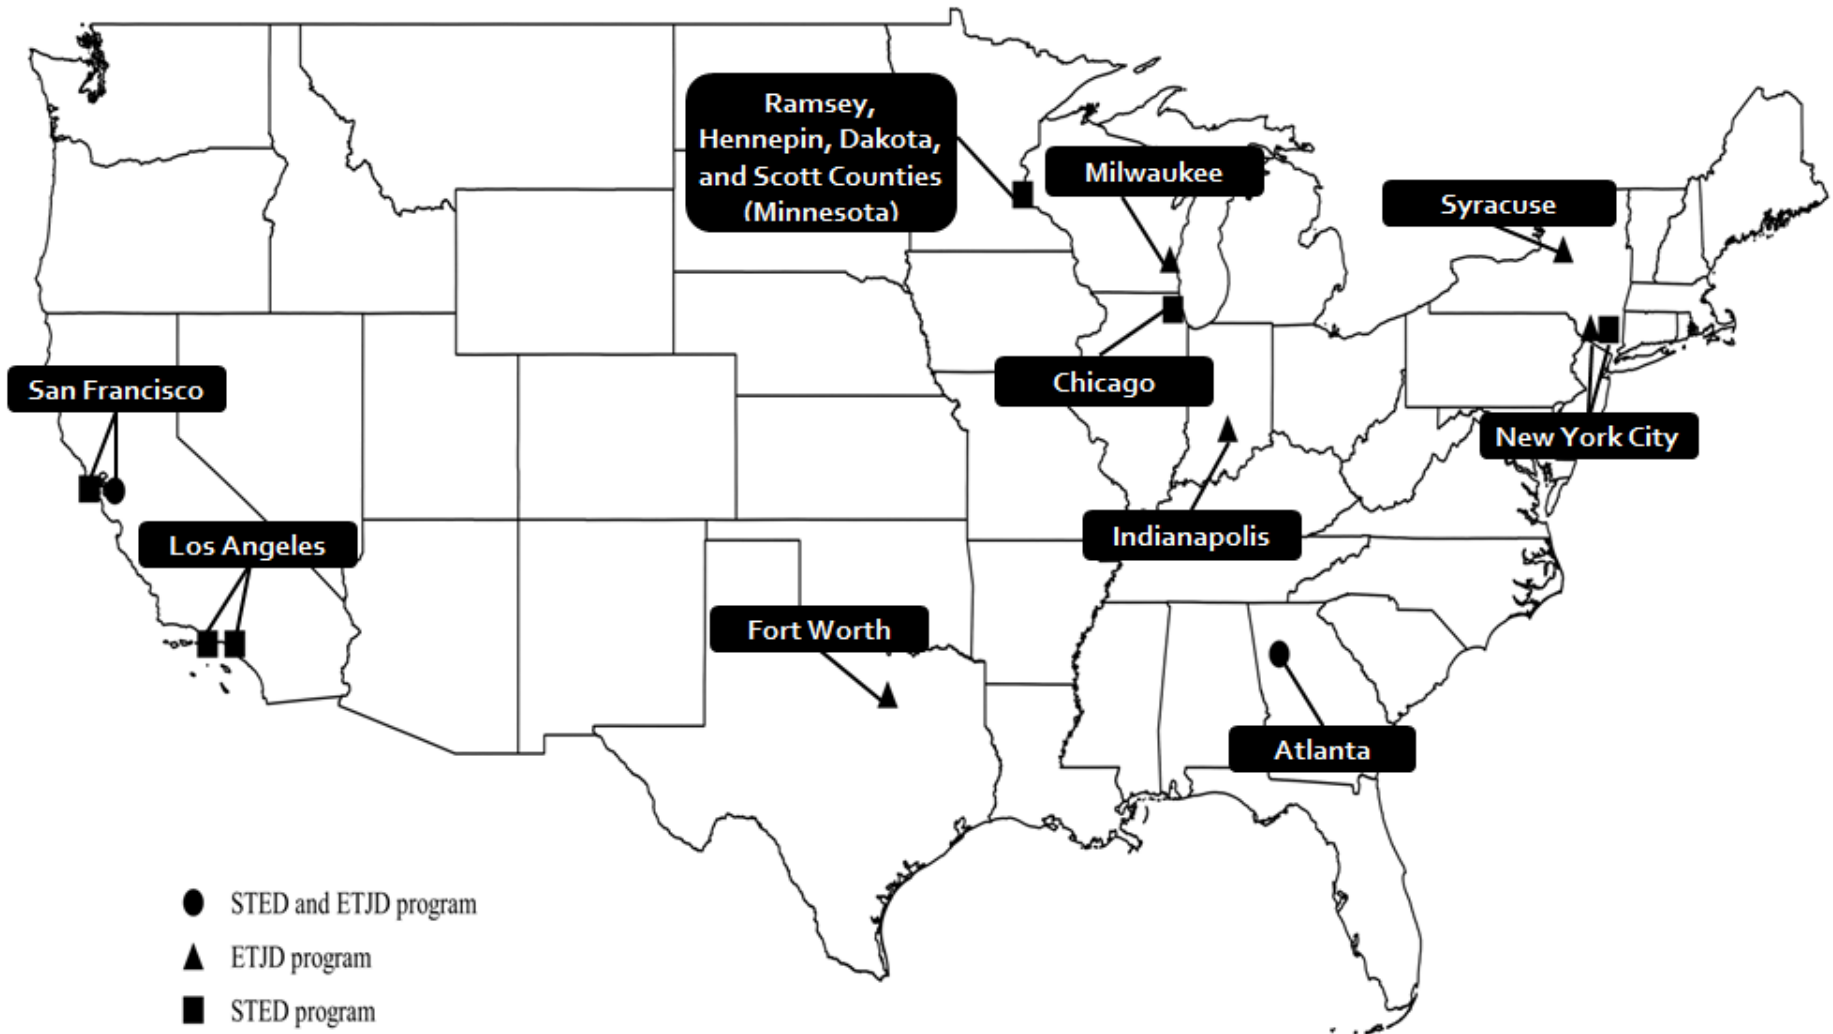 Ramsey,
Hennepin, Dakota,
and Scott Counties
(Minnesota)
Milwaukee
Syracuse
San Francisco
Chicago
New York City
Los Angeles
Indianapolis
Fort Worth
Atlanta
STED and ETJD program
ETJD program
STED program